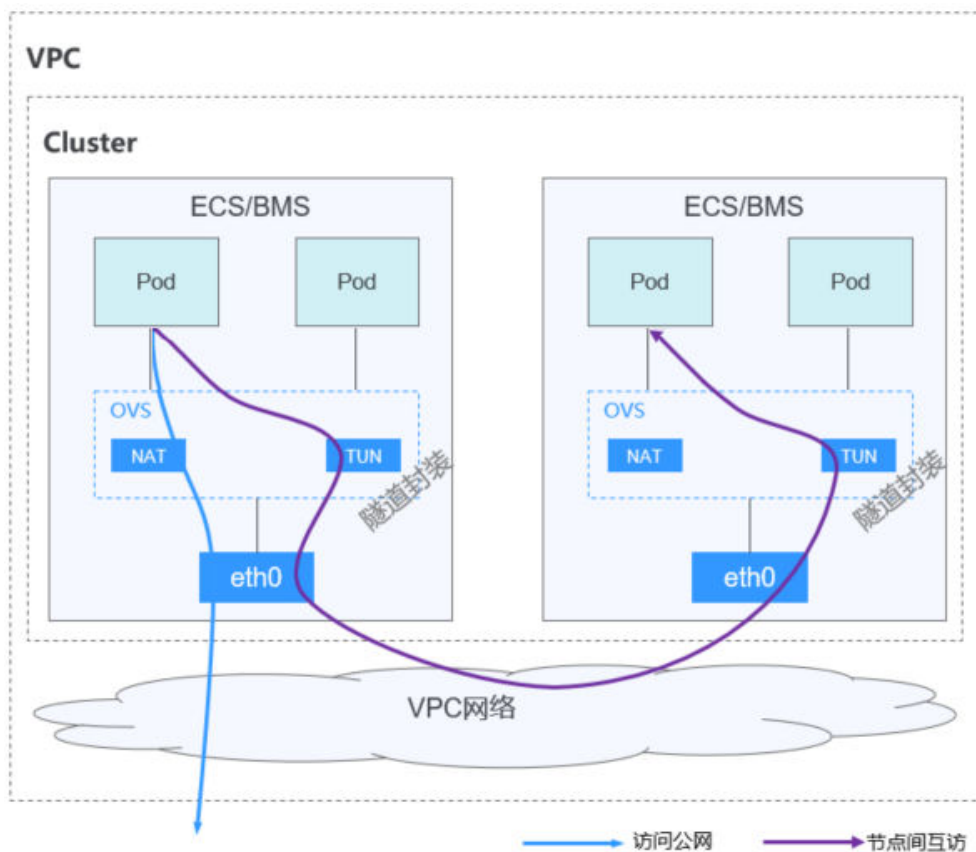 VPC
Cluster
ECS/BMS
Pod
Pod
OVS
NAT
TUN
隧道封装
eth0
ECS/BMS
Pod
Pod
OVS
NAT
TUN
隧道封装
eth0
VPC网络
访问公网
节点间互访